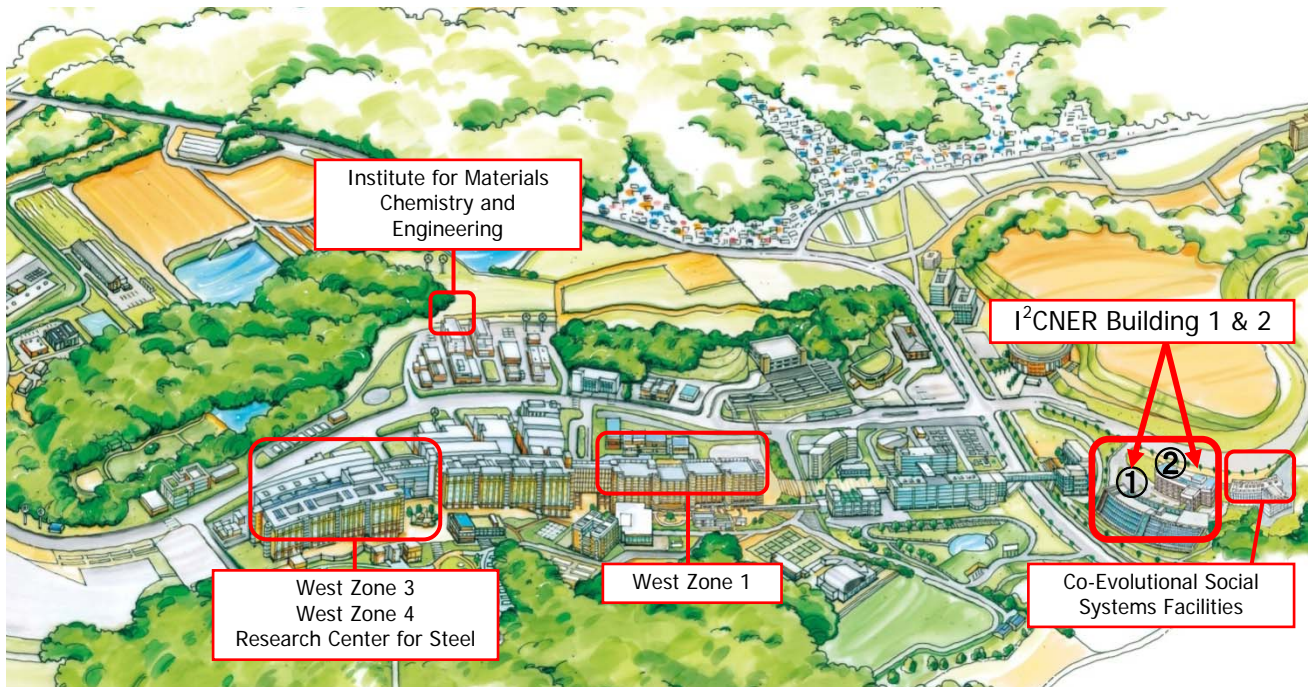 Institute for Materials
Chemistry and
Engineering
I²CNER Building 1 & 2
①
②
West Zone 3
West Zone 4
Research Center for Steel
West Zone 1
Co-Evolutional Social
Systems Facilities